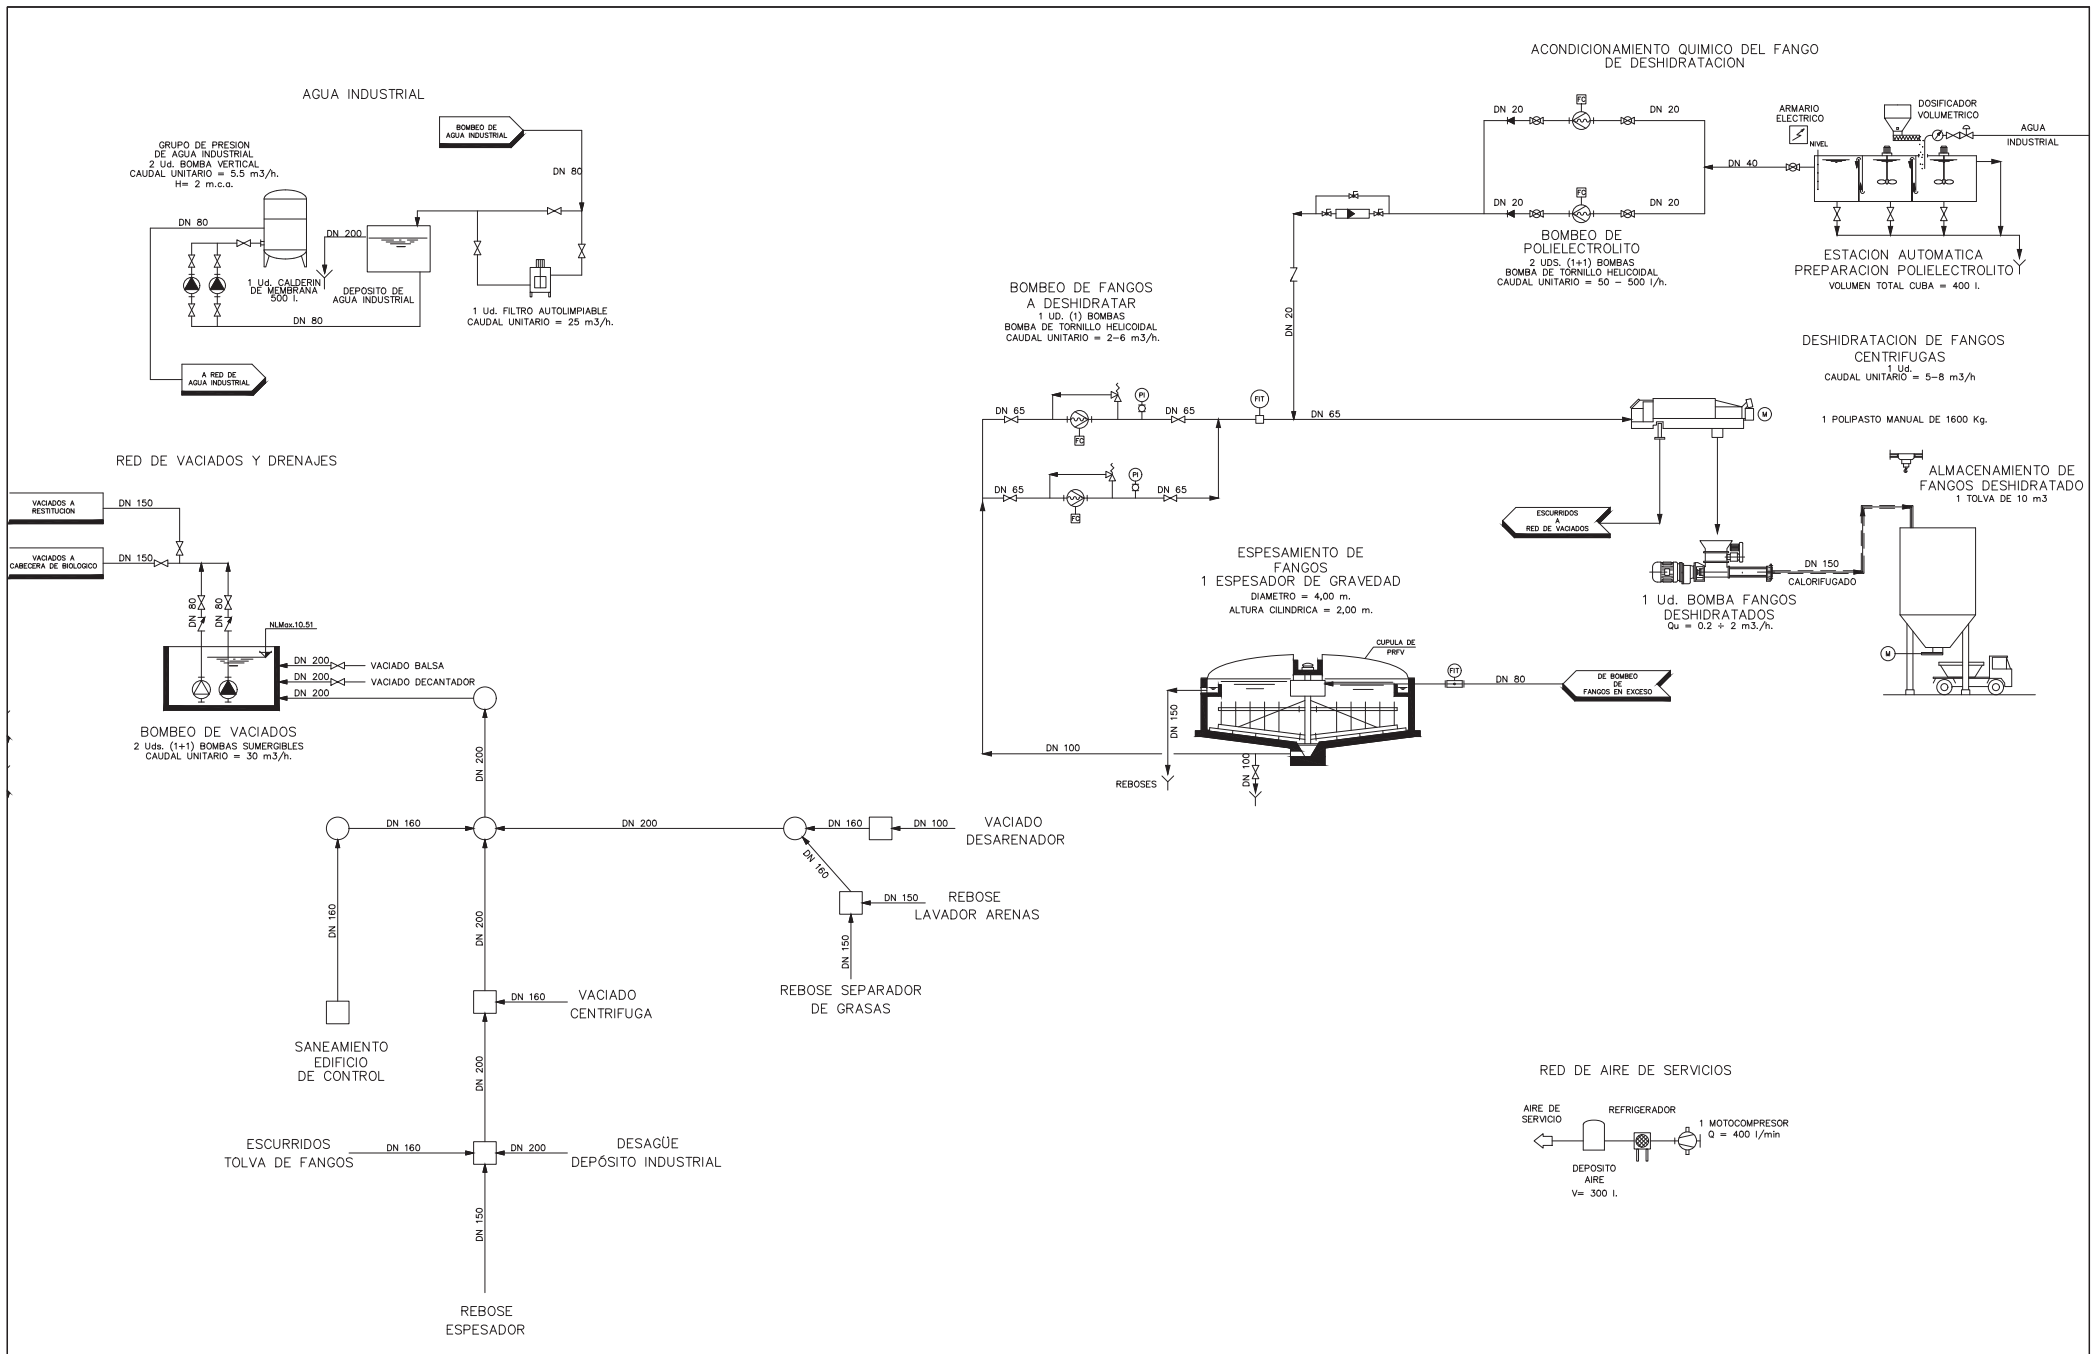 AGUA INDUSTRIAL
BOMBEO DE
AGUA INDUSTRIAL
DN 80
GRUPO DE PRESION
DE AGUA INDUSTRIAL
2 Ud. BOMBA VERTICAL
CAUDAL UNITARIO = 5.5 m3/h.
H= 2 m.c.a.
DN 80
DN 200
1 Ud. CALDERIN
DE MEMBRANA
500 l.
DEPOSITO DE
AGUA INDUSTRIAL
DN 80
1 Ud. FILTRO AUTOLIMPIABLE
CAUDAL UNITARIO = 25 m3/h.
A RED DE
AGUA INDUSTRIAL
ACONDICIONAMIENTO QUIMICO DEL FANGO
DE DESHIDRATACION
DN 20
FC
DN 20
DN 20
FC
DN 20
DN 40
ARMARIO
ELECTRICO
NIVEL
DOSIFICADOR
VOLUMETRICO
AGUA
INDUSTRIAL
BOMBEO DE
POLIELECTROLITO
2 UDS. (1+1) BOMBAS
BOMBA DE TORNILLO HELICOIDAL
CAUDAL UNITARIO = 50 - 500 l/h.
ESTACION AUTOMATICA
PREPARACION POLIELECTROLITO
VOLUMEN TOTAL CUBA = 400 l.
DN 20
BOMBEO DE FANGOS
A DESHIDRATAR
1 UD. (1) BOMBAS
BOMBA DE TORNILLO HELICOIDAL
CAUDAL UNITARIO = 2-6 m3/h.
DN 65
FC
PI
DN 65
FIT
DN 65
DN 65
FC
PI
DN 65
DESHIDRATACION DE FANGOS
CENTRIFUGAS
1 Ud.
CAUDAL UNITARIO = 5-8 m3/h
M
1 POLIPASTO MANUAL DE 1600 Kg.
ALMACENAMIENTO DE
FANGOS DESHIDRATADO
1 TOLVA DE 10 m3
ESCURRIDOS
A
RED DE VACIADOS
DN 150
CALORIFUGADO
1 Ud. BOMBA FANGOS
DESHIDRATADOS
Qu = 0.2 ÷ 2 m3./h.
M
ESPESAMIENTO DE
FANGOS
1 ESPESADOR DE GRAVEDAD
DIAMETRO = 4,00 m.
ALTURA CILINDRICA = 2,00 m.
CUPULA DE
PRFV
FIT
DN 80
DE BOMBEO
DE
FANGOS EN EXCESO
DN 150
DN 100
DN 100
REBOSES
RED DE VACIADOS Y DRENAJES
VACIADOS A
RESTITUCION
DN 150
VACIADOS A
CABECERA DE BIOLOGICO
DN 150
DN 80
DN 80
NLMax.10.51
DN 200
VACIADO BALSA
DN 200
VACIADO DECANTADOR
DN 200
BOMBEO DE VACIADOS
2 Uds. (1+1) BOMBAS SUMERGIBLES
CAUDAL UNITARIO = 30 m3/h.
DN 200
DN 160
DN 200
DN 160
DN 100
VACIADO
DESARENADOR
DN 160
DN 160
DN 200
DN 150
REBOSE
LAVADOR ARENAS
DN 150
REBOSE SEPARADOR
DE GRASAS
DN 160
VACIADO
CENTRIFUGA
SANEAMIENTO
EDIFICIO
DE CONTROL
DN 200
ESCURRIDOS
TOLVA DE FANGOS
DN 160
DN 200
DESAGÜE
DEPÓSITO INDUSTRIAL
DN 150
REBOSE
ESPESADOR
RED DE AIRE DE SERVICIOS
AIRE DE
SERVICIO
REFRIGERADOR
1 MOTOCOMPRESOR
Q = 400 l/min
DEPOSITO
AIRE
V= 300 l.